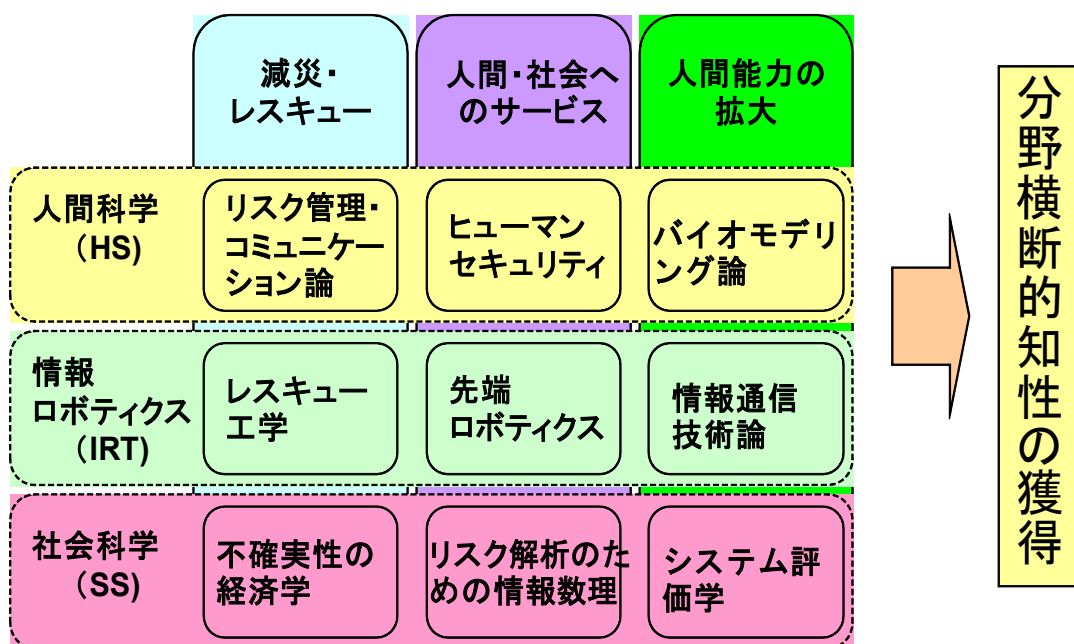 減災・
レスキュー
人間・社会へ
のサービス
人間能力の
拡大
人間科学
（HS)
リスク管理・
コミュニケー
ション論
ヒューマン
セキュリティ
バイオモデリ
ング論
情報
ロボティクス
（IRT)
レスキュー
工学
先端
ロボティクス
情報通信
技術論
社会科学
（SS)
不確実性の
経済学
リスク解析のた
めの情報数理
システム評
価学
分野横断的知性の獲得